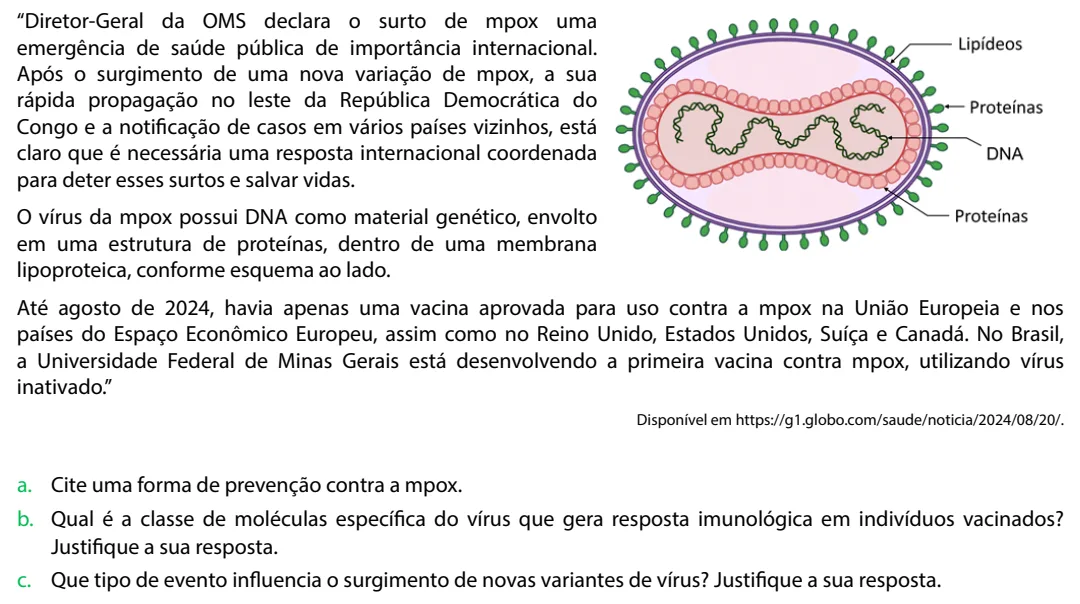 “Diretor-Geral da OMS declara o surto de mpox uma
emergência de saúde pública de importância internacional.
Após o surgimento de uma nova variação de mpox, a sua
rápida propagação no leste da República Democrática do
Congo e a notificação de casos em vários países vizinhos, está
claro que é necessária uma resposta internacional coordenada
para deter esses surtos e salvar vidas.
O vírus da mpox possui DNA como material genético, envolto
em uma estrutura de proteínas, dentro de uma membrana
lipoproteica, conforme esquema ao lado.
Lipídeos
Proteínas
DNA
Proteínas
Até agosto de 2024, havia apenas uma vacina aprovada para uso contra a mpox na União Europeia e nos
países do Espaço Econômico Europeu, assim como no Reino Unido, Estados Unidos, Suíça e Canadá. No Brasil,
a Universidade Federal de Minas Gerais está desenvolvendo a primeira vacina contra mpox, utilizando vírus
inativado.”
Disponível em https://g1.globo.com/saude/noticia/2024/08/20/.
a. Cite uma forma de prevenção contra a mpox.
b. Qual é a classe de moléculas específica do vírus que gera resposta imunológica em indivíduos vacinados?
Justifique a sua resposta.
c. Que tipo de evento influencia o surgimento de novas variantes de vírus? Justifique a sua resposta.